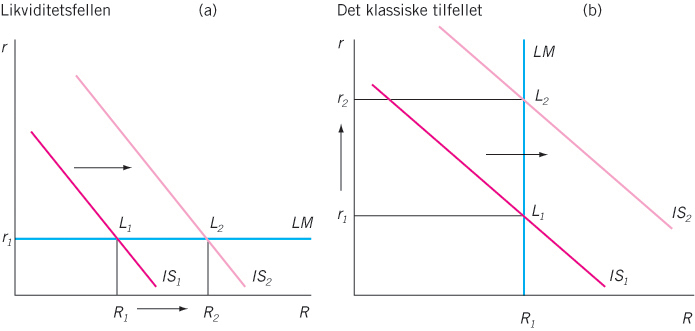 Likviditetsfellen (a)
r
L₁ L₂ LM
r₁
IS₁ IS₂
R₁ R₂ R
Det klassiske tilfellet (b)
r
LM
r₂ L₂
r₁ L₁
IS₂
IS₁
R₁ R